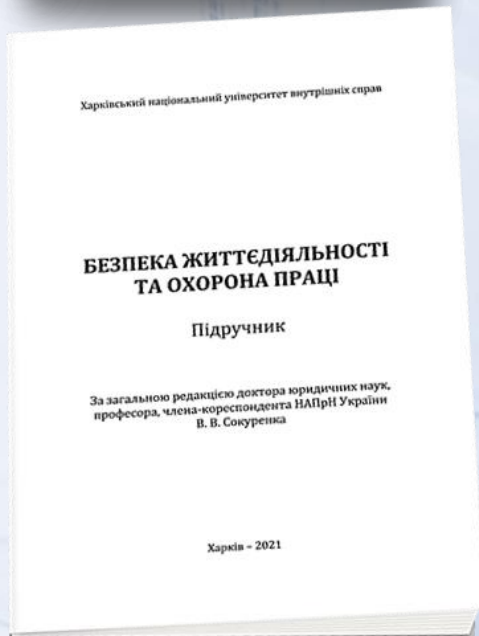 Харківський національний університет внутрішніх справ
БЕЗПЕКА ЖИТТЄДІЯЛЬНОСТІ
ТА ОХОРОНА ПРАЦІ
Підручник
За загальною редакцією доктора юридичних наук,
професора, члена-кореспондента НАПрН України
В. В. Сокуренка
Харків – 2021